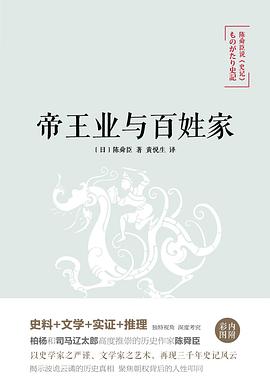 陈舜臣说《史记》
ものがたり史記
帝王业与百姓家
〔日〕陈舜臣 著 黄悦生 译
史料+文学+实证+推理 独特视角 深度考究
柏杨和司马辽太郎高度推崇的历史作家陈舜臣
以史学家之严谨、文学家之艺术，再现三千年史记风云
揭示波诡云谲的历史真相 聚焦朝权背后的人性叩问
内附
彩图